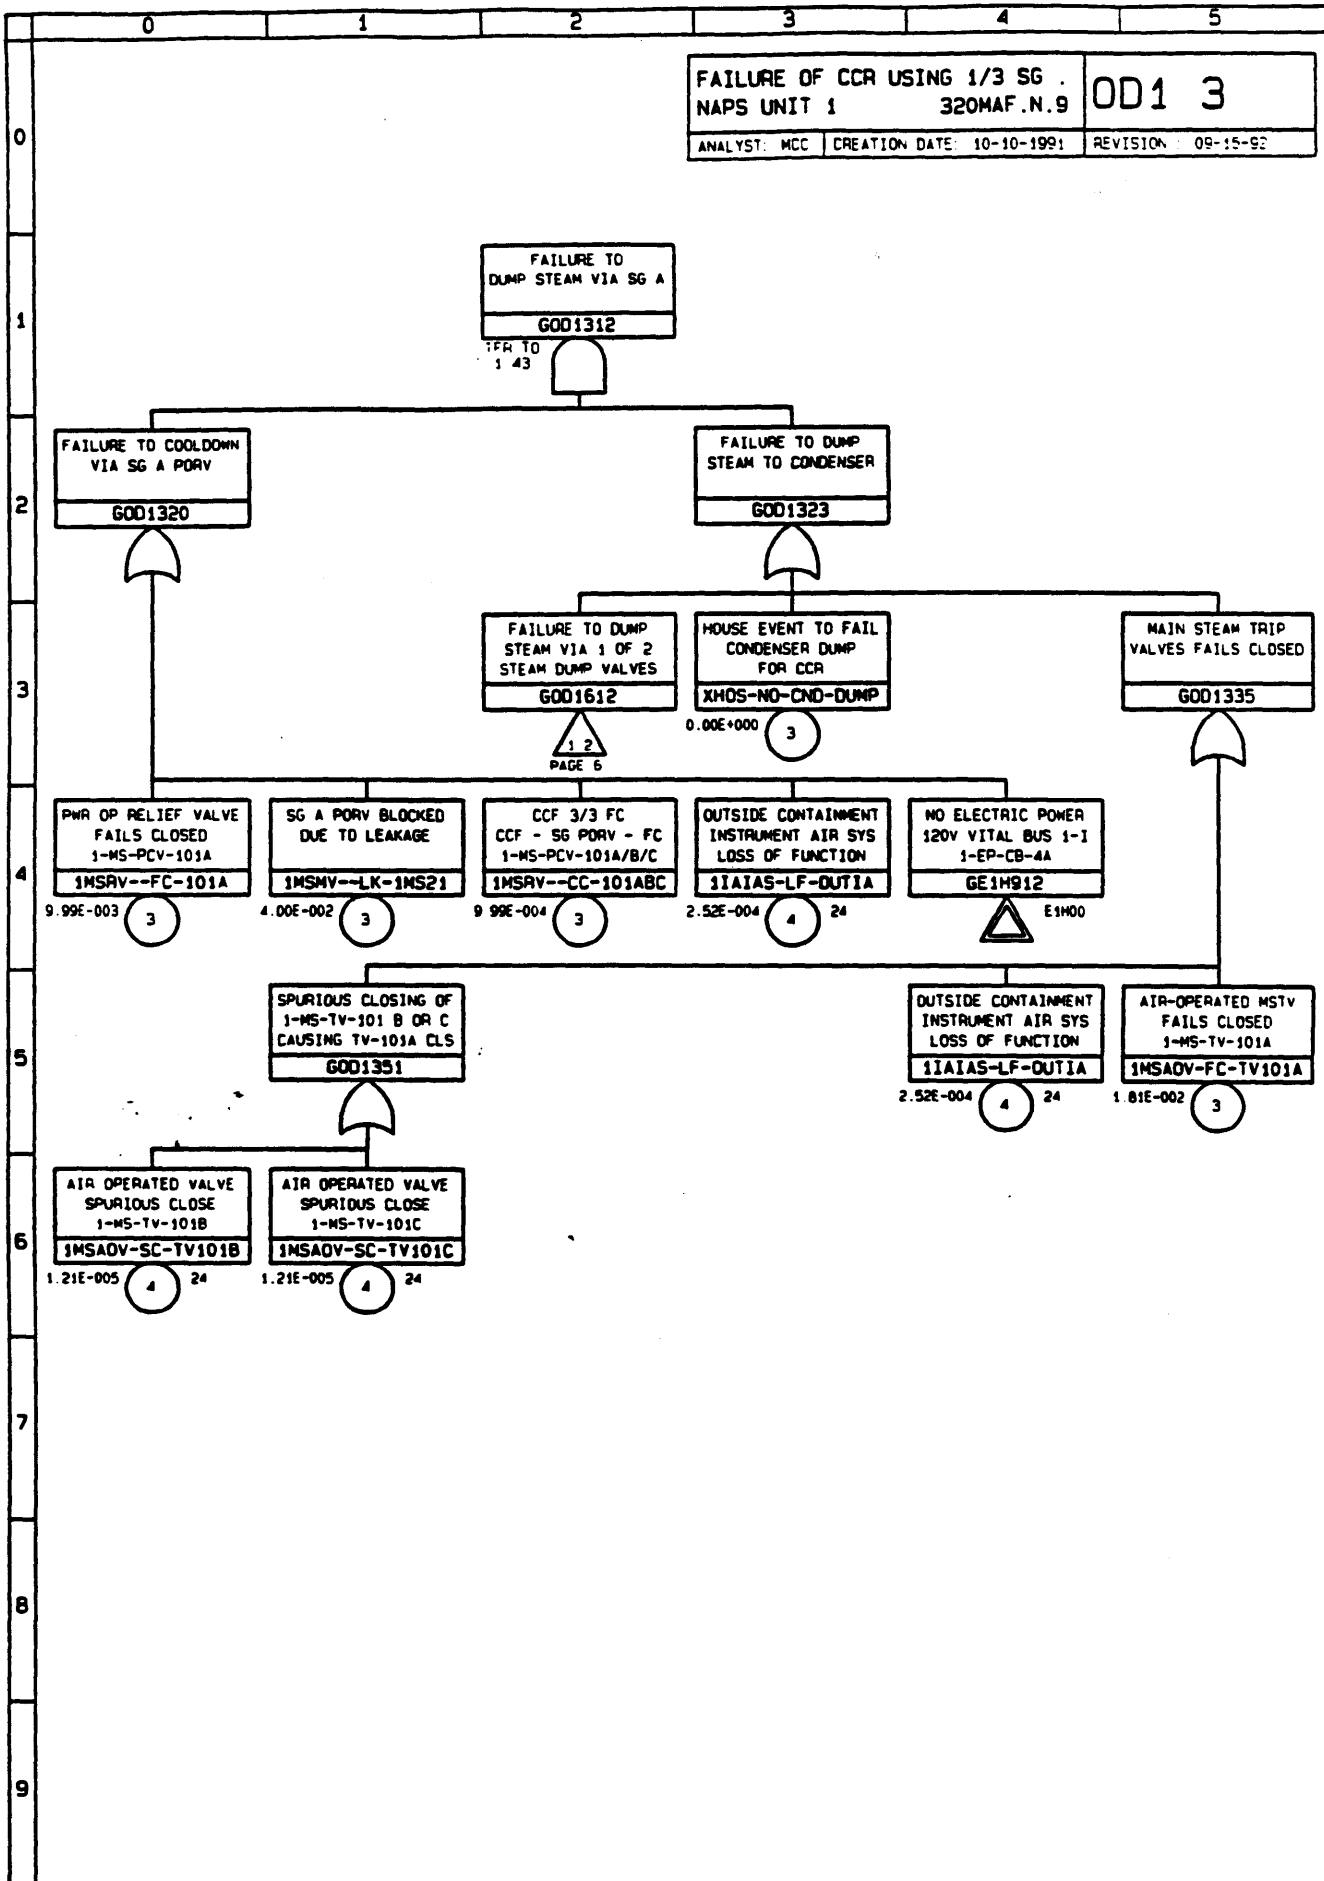 0 1 2 3 4 5
FAILURE OF CCR USING 1/3 SG .
NAPS UNIT 1 320MAF.N.9
OD1 3
ANALYST: MCC CREATION DATE: 10-10-1991 REVISION : 09-15-92
0
FAILURE TO
DUMP STEAM VIA SG A
GOD1312
1
TFR TO
1 43
FAILURE TO COOLDOWN
VIA SG A PORV
GOD1320
FAILURE TO DUMP
STEAM TO CONDENSER
GOD1323
2
FAILURE TO DUMP
STEAM VIA 1 OF 2
STEAM DUMP VALVES
GOD1612
1 2
PAGE 6
HOUSE EVENT TO FAIL
CONDENSER DUMP
FOR CCR
XHOS-NO-CND-DUMP
0.00E+000 3
MAIN STEAM TRIP
VALVES FAILS CLOSED
GOD1335
3
PWR OP RELIEF VALVE
FAILS CLOSED
1-MS-PCV-101A
1MSRV--FC-101A
9.99E-003 3
SG A PORV BLOCKED
DUE TO LEAKAGE
1MSMV--LK-1MS21
4.00E-002 3
CCF 3/3 FC
CCF - SG PORV - FC
1-MS-PCV-101A/B/C
1MSRV--CC-101ABC
9 99E-004 3
OUTSIDE CONTAINMENT
INSTRUMENT AIR SYS
LOSS OF FUNCTION
1IAIAS-LF-OUTIA
2.52E-004 4 24
NO ELECTRIC POWER
120V VITAL BUS 1-I
1-EP-CB-4A
GE1H912
E1H00
4
SPURIOUS CLOSING OF
1-MS-TV-101 B OR C
CAUSING TV-101A CLS
GOD1351
OUTSIDE CONTAINMENT
INSTRUMENT AIR SYS
LOSS OF FUNCTION
1IAIAS-LF-OUTIA
2.52E-004 4 24
AIR-OPERATED MSTV
FAILS CLOSED
1-MS-TV-101A
1MSAOV-FC-TV101A
1.81E-002 3
5
AIR OPERATED VALVE
SPURIOUS CLOSE
1-MS-TV-101B
1MSAOV-SC-TV101B
1.21E-005 4 24
AIR OPERATED VALVE
SPURIOUS CLOSE
1-MS-TV-101C
1MSAOV-SC-TV101C
1.21E-005 4 24
6
7
8
9